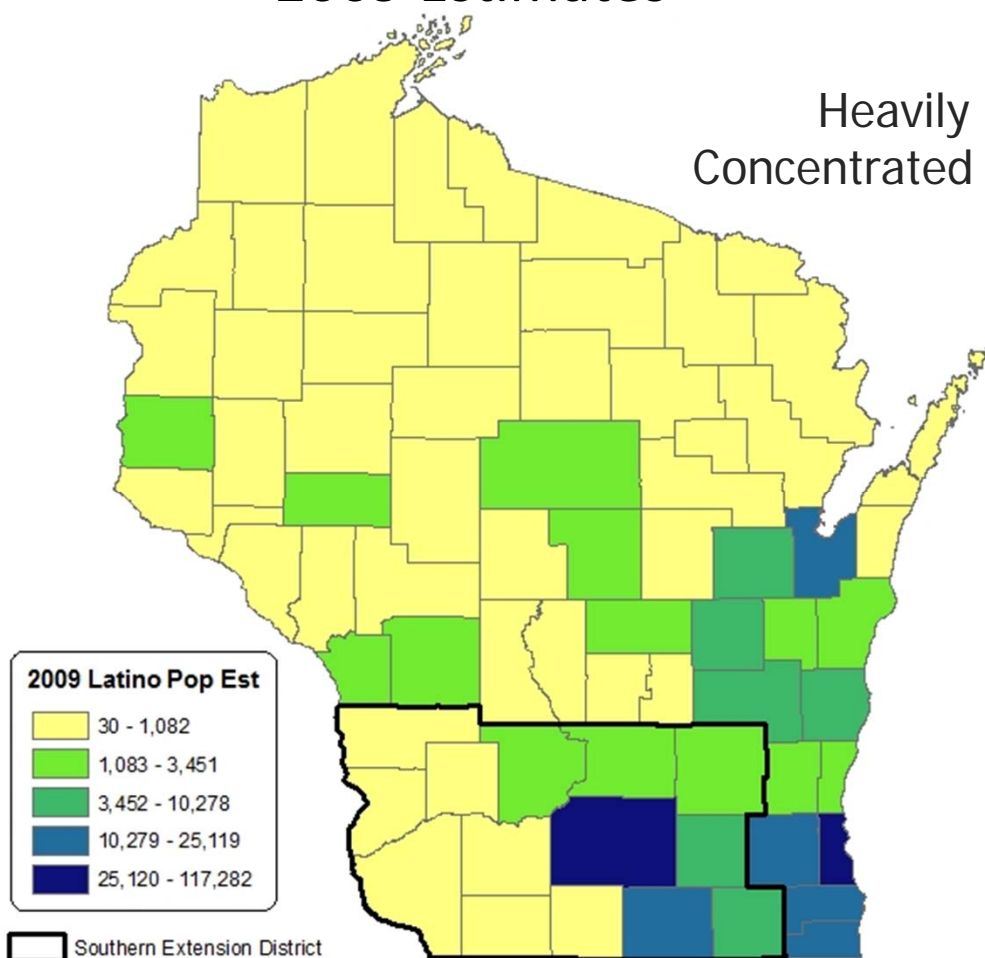 Estimates
Heavily
Concentrated
2009 Latino Pop Est
30 - 1,082
1,083 - 3,451
3,452 - 10,278
10,279 - 25,119
25,120 - 117,282
Southern Extension District